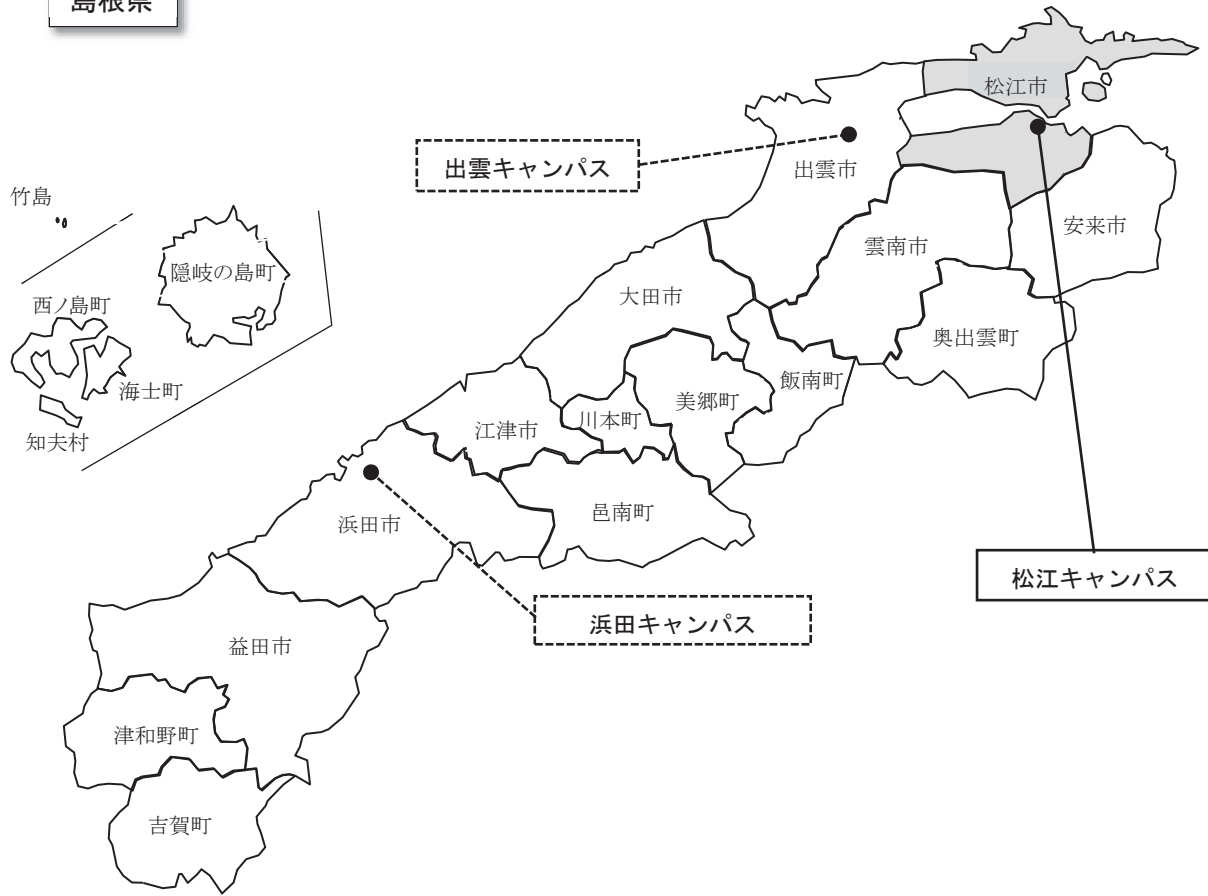 島根県
松江市
出雲キャンパス
出雲市
竹島
安来市
雲南市
隠岐の島町
大田市
西ノ島町
奥出雲町
飯南町
海士町
美郷町
川本町
江津市
知夫村
邑南町
浜田市
松江キャンパス
浜田キャンパス
益田市
津和野町
吉賀町